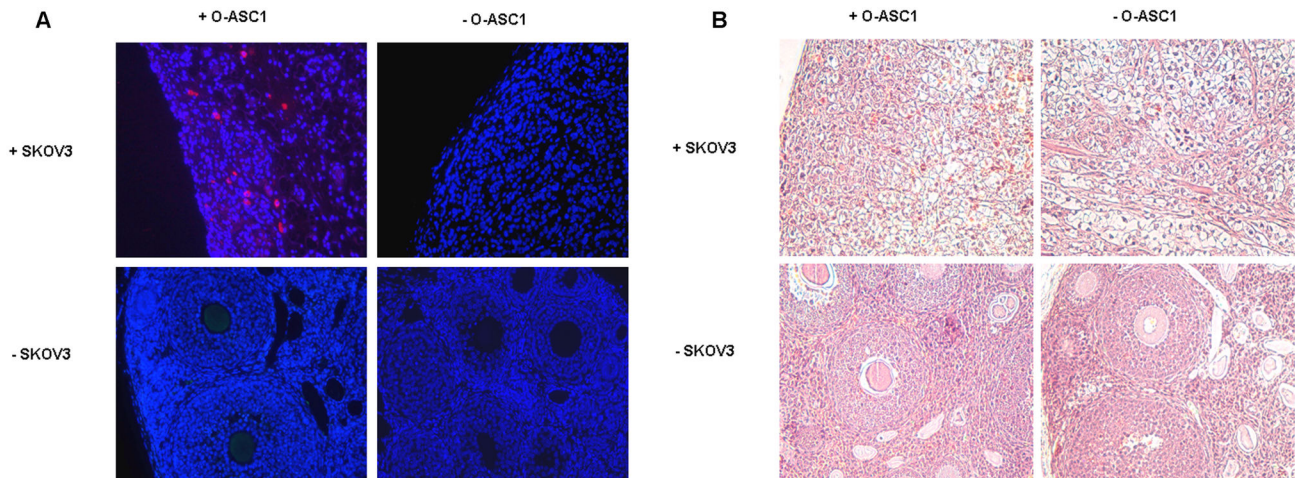 A
+ O-ASC1
- O-ASC1
+ SKOV3
- SKOV3
B
+ O-ASC1
- O-ASC1
+ SKOV3
- SKOV3